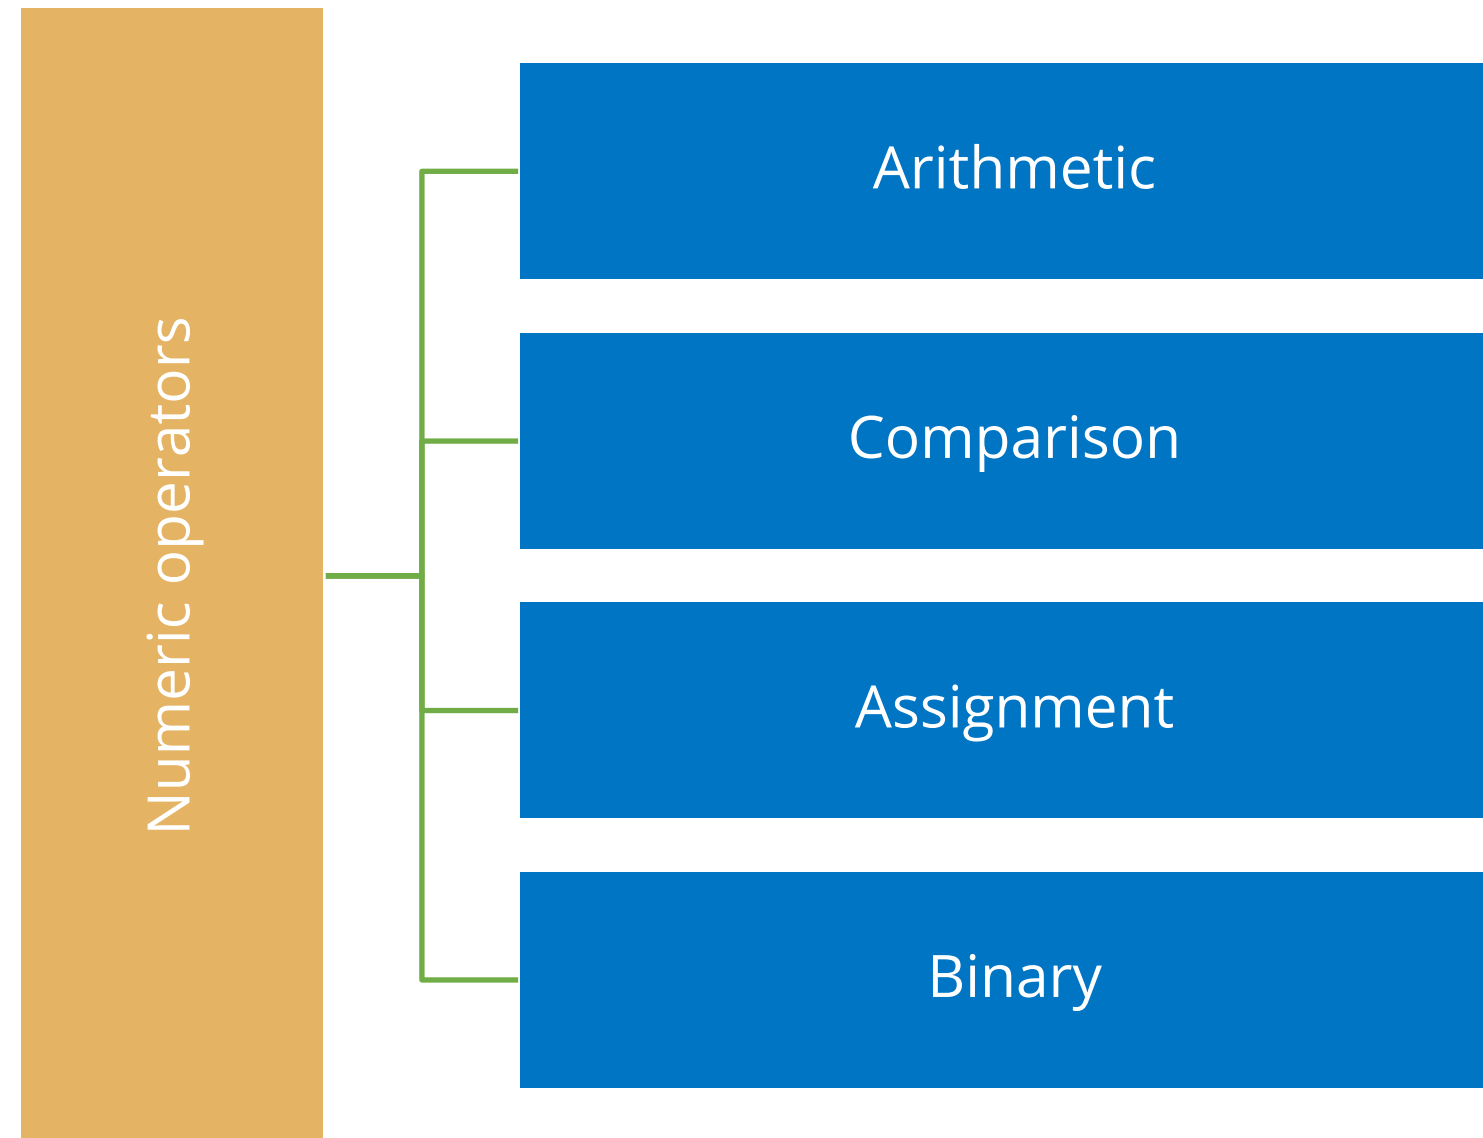 Numeric operators
Arithmetic
Comparison
Assignment
Binary